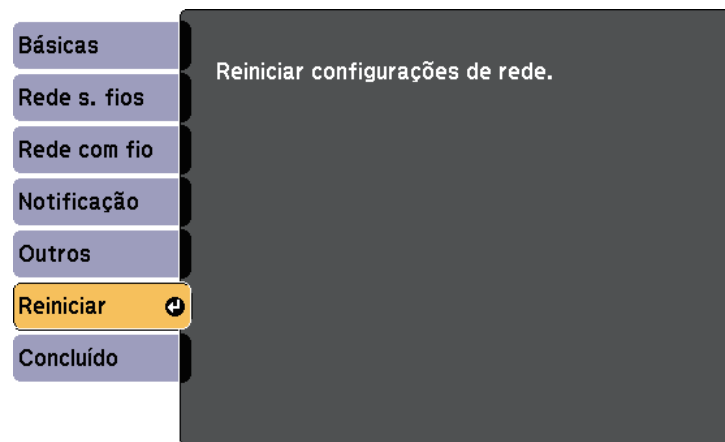 Básicas
Rede s. fios
Rede com fio
Notificação
Outros
Reiniciar
Concluído
Reiniciar configurações de rede.